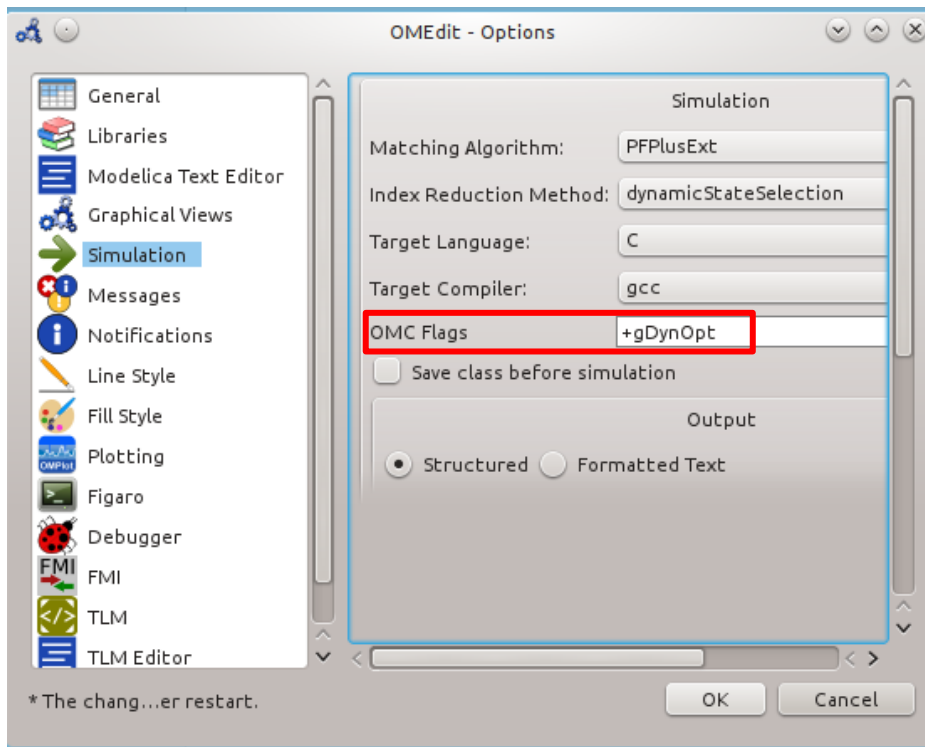 OMEdit - Options
General
Libraries
Modelica Text Editor
Graphical Views
Simulation
Messages
Notifications
Line Style
Fill Style
Plotting
Figaro
Debugger
FMI
TLM
TLM Editor
Simulation
Matching Algorithm: PFPlusExt
Index Reduction Method: dynamicStateSelection
Target Language: C
Target Compiler: gcc
OMC Flags +gDynOpt
Save class before simulation
Output
Structured Formatted Text
* The chang...er restart.
OK Cancel
OMPlot
FMI